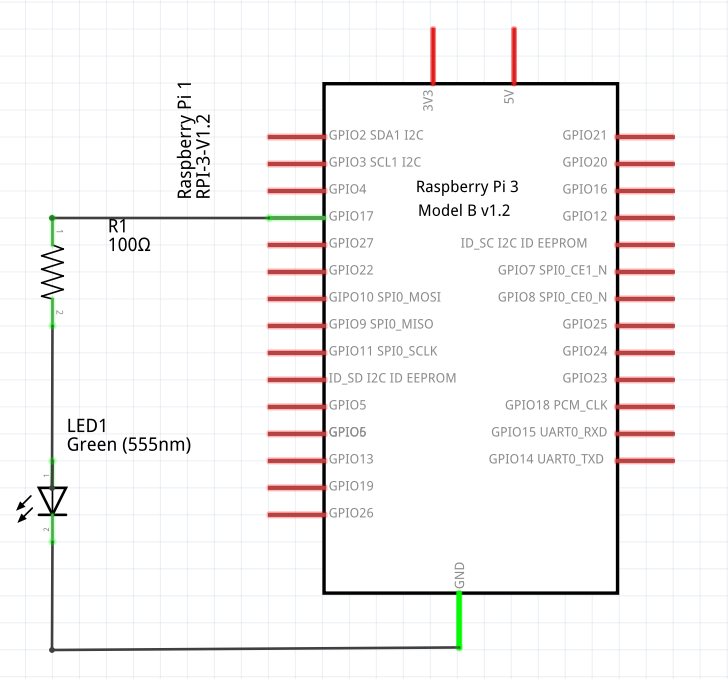 3V3
5V
Raspberry Pi 1
RPI-3-V1.2
Raspberry Pi 3
Model B v1.2
GPIO2 SDA1 I2C
GPIO3 SCL1 I2C
GPIO4
GPIO17
GPIO27
GPIO22
GIPO10 SPI0_MOSI
GPIO9 SPI0_MISO
GPIO11 SPI0_SCLK
ID_SD I2C ID EEPROM
GPIO5
GPIO6
GPIO13
GPIO19
GPIO26
GPIO21
GPIO20
GPIO16
GPIO12
ID_SC I2C ID EEPROM
GPIO7 SPI0_CE1_N
GPIO8 SPI0_CE0_N
GPIO25
GPIO24
GPIO23
GPIO18 PCM_CLK
GPIO15 UART0_RXD
GPIO14 UART0_TXD
GND
R1
100Ω
1
2
LED1
Green (555nm)
1
2